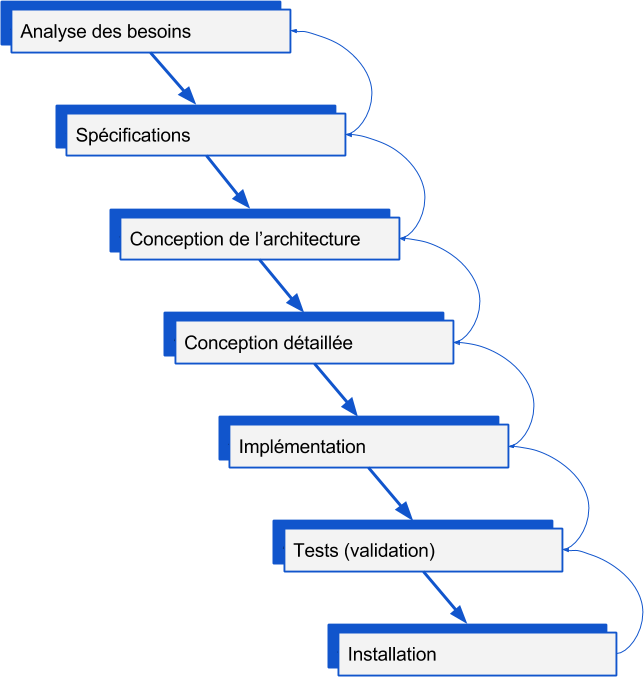 Analyse des besoins
Spécifications
Conception de l’architecture
Conception détaillée
Implémentation
Tests (validation)
Installation